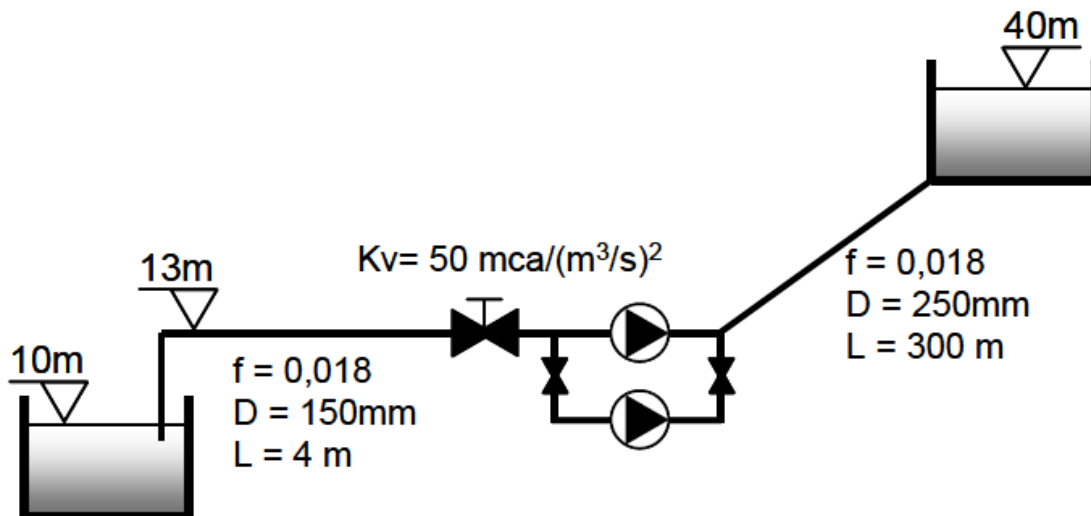 40m
Kv= 50 mca/(m³/s)²
13m
f = 0,018
D = 250mm
L = 300 m
10m
f = 0,018
D = 150mm
L = 4 m